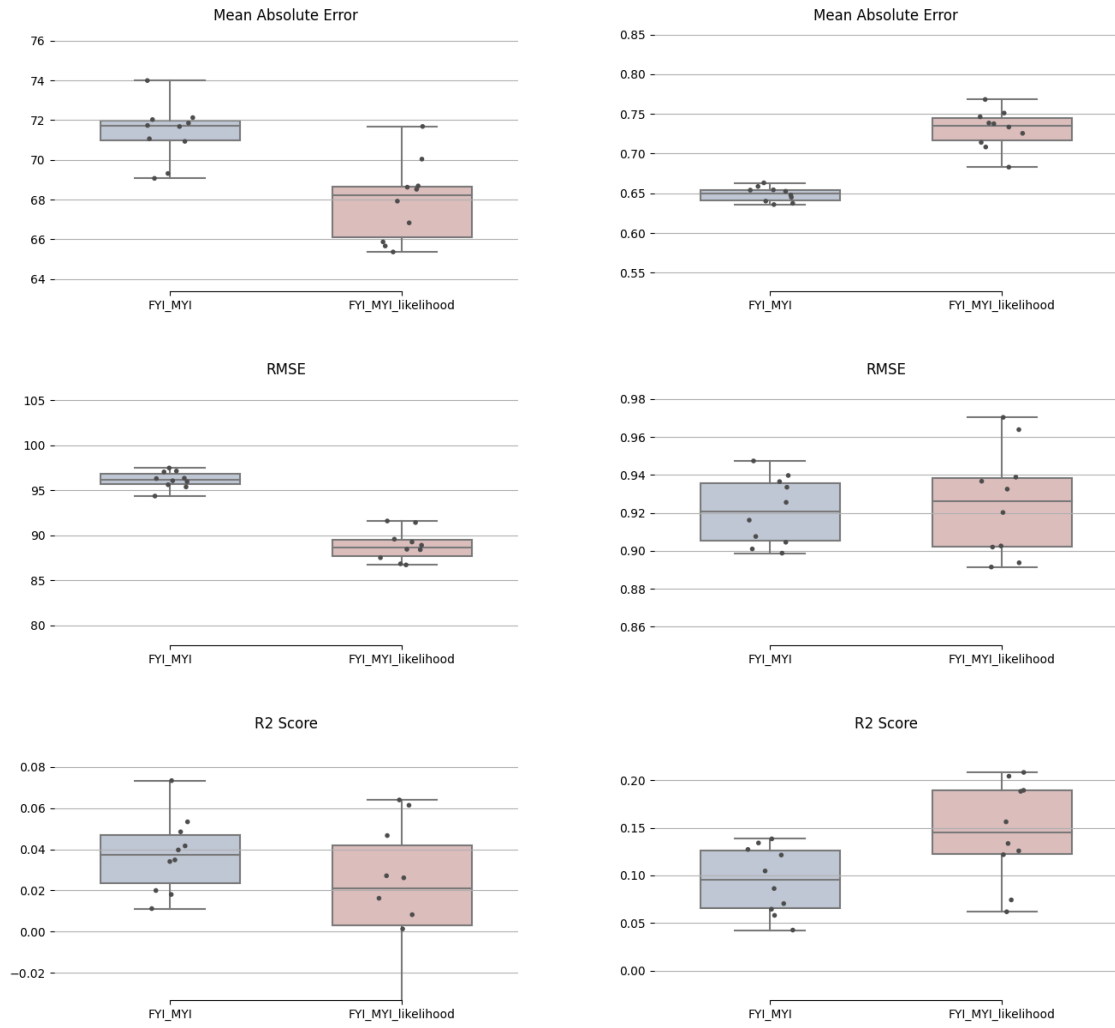 Mean Absolute Error
76
74
72
70
68
66
64
FYI_MYI
FYI_MYI_likelihood
Mean Absolute Error
0.85
0.80
0.75
0.70
0.65
0.60
0.55
FYI_MYI
FYI_MYI_likelihood
RMSE
105
100
95
90
85
80
FYI_MYI
FYI_MYI_likelihood
RMSE
0.98
0.96
0.94
0.92
0.90
0.88
0.86
FYI_MYI
FYI_MYI_likelihood
R2 Score
0.08
0.06
0.04
0.02
0.00
−0.02
FYI_MYI
FYI_MYI_likelihood
R2 Score
0.20
0.15
0.10
0.05
0.00
FYI_MYI
FYI_MYI_likelihood